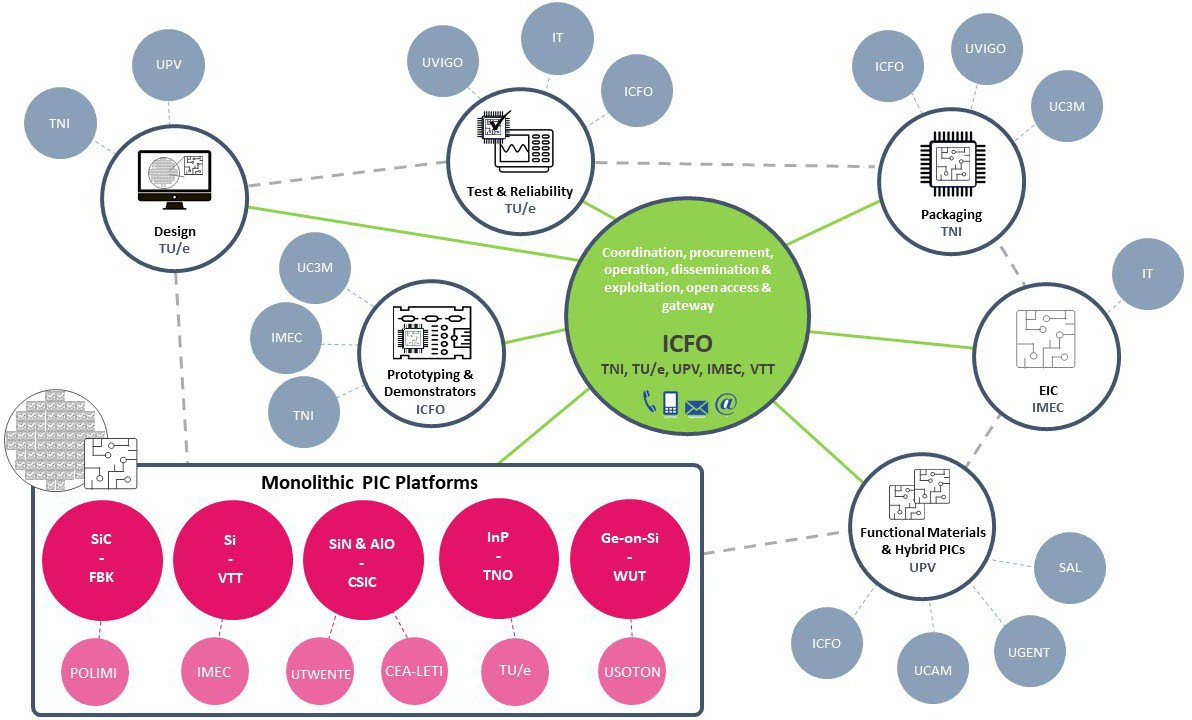 UPV
TNI
Design
TU/e
UVIGO
IT
ICFO
Test & Reliability
TU/e
ICFO
UVIGO
UC3M
Packaging
TNI
Coordination, procurement,
operation, dissemination &
exploitation, open access &
gateway
ICFO
TNI, TU/e, UPV, IMEC, VTT
@
UC3M
IMEC
TNI
Prototyping &
Demonstrators
ICFO
IT
EIC
IMEC
Functional Materials
& Hybrid PICs
UPV
SAL
UGENT
UCAM
ICFO
Monolithic PIC Platforms
SiC
-
FBK
Si
-
VTT
SiN & AlO
-
CSIC
InP
-
TNO
Ge-on-Si
-
WUT
POLIMI
IMEC
UTWENTE
CEA-LETI
TU/e
USOTON